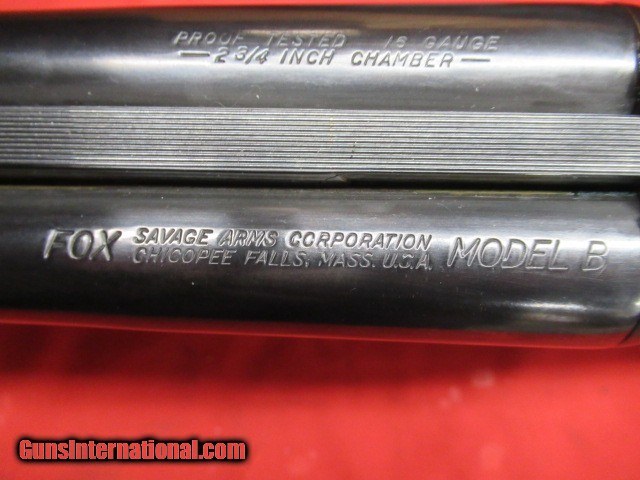 PROOF TESTED 16 GAUGE
2 3/4 INCH CHAMBER
FOX SAVAGE ARMS CORPORATION MODEL B
CHICOPEE FALLS, MASS. U.S.A.
GunsInternational.com